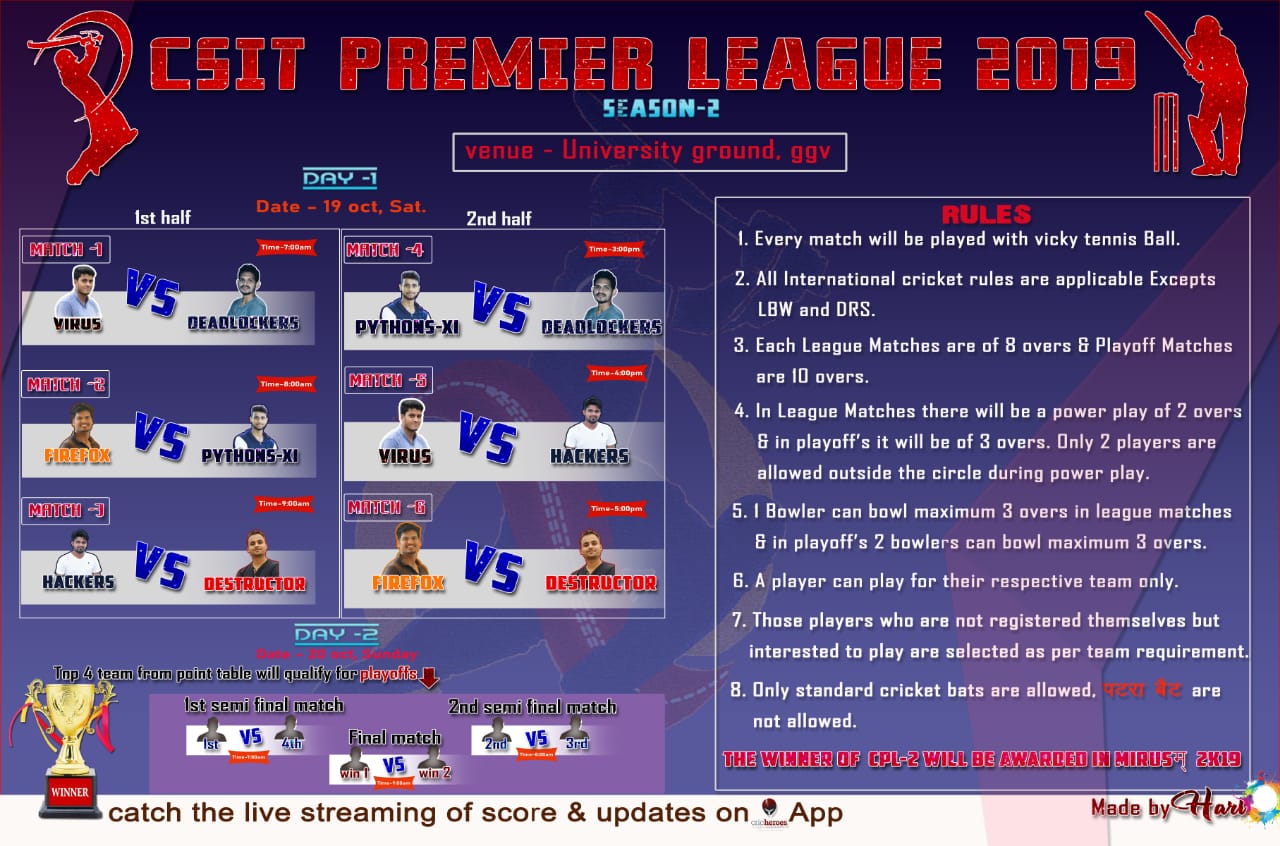 CSIT PREMIER LEAGUE 2019
SEASON-2
venue - University ground, ggv
DAY -1
Date - 19 oct, Sat.
1st half
2nd half
MATCH -1
Time-7:00am
VIRUS
VS
DEADLOCKERS
MATCH -2
Time-8:00am
FIREFOX
VS
PYTHONS-XI
MATCH -3
Time-9:00am
HACKERS
VS
DESTRUCTOR
MATCH -4
Time-3:00pm
PYTHONS-XI
VS
DEADLOCKERS
MATCH -5
Time-4:00pm
VIRUS
VS
HACKERS
MATCH -6
Time-5:00pm
FIREFOX
VS
DESTRUCTOR
DAY -2
Date - 20 oct, Sunday
Top 4 team from point table will qualify for playoffs
1st semi final match
1st VS 4th
Time-7:00am
2nd semi final match
2nd VS 3rd
Time-8:00am
Final match
win 1 VS win 2
Time-9:00am
WINNER
RULES
1. Every match will be played with vicky tennis Ball.
2. All International cricket rules are applicable Excepts
LBW and DRS.
3. Each League Matches are of 8 overs & Playoff Matches
are 10 overs.
4. In League Matches there will be a power play of 2 overs
& in playoff's it will be of 3 overs. Only 2 players are
allowed outside the circle during power play.
5. 1 Bowler can bowl maximum 3 overs in league matches
& in playoff's 2 bowlers can bowl maximum 3 overs.
6. A player can play for their respective team only.
7. Those players who are not registered themselves but
interested to play are selected as per team requirement.
8. Only standard cricket bats are allowed, पटरा बैट are
not allowed.
THE WINNER OF CPL-2 WILL BE AWARDED IN MIRUSम् 2K19
catch the live streaming of score & updates on cricheroes App
Made by Hari